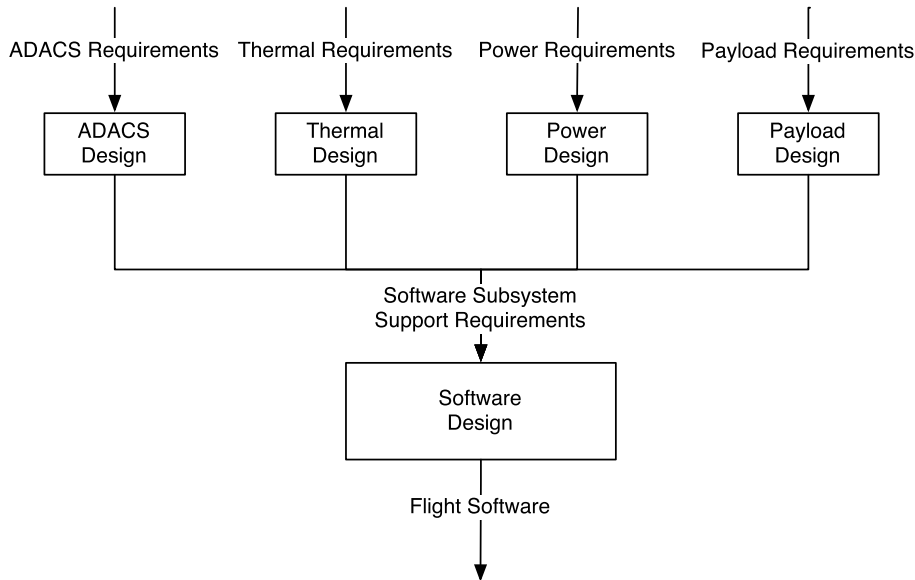 ADACS Requirements
Thermal Requirements
Power Requirements
Payload Requirements
ADACS
Design
Thermal
Design
Power
Design
Payload
Design
Software Subsystem
Support Requirements
Software
Design
Flight Software